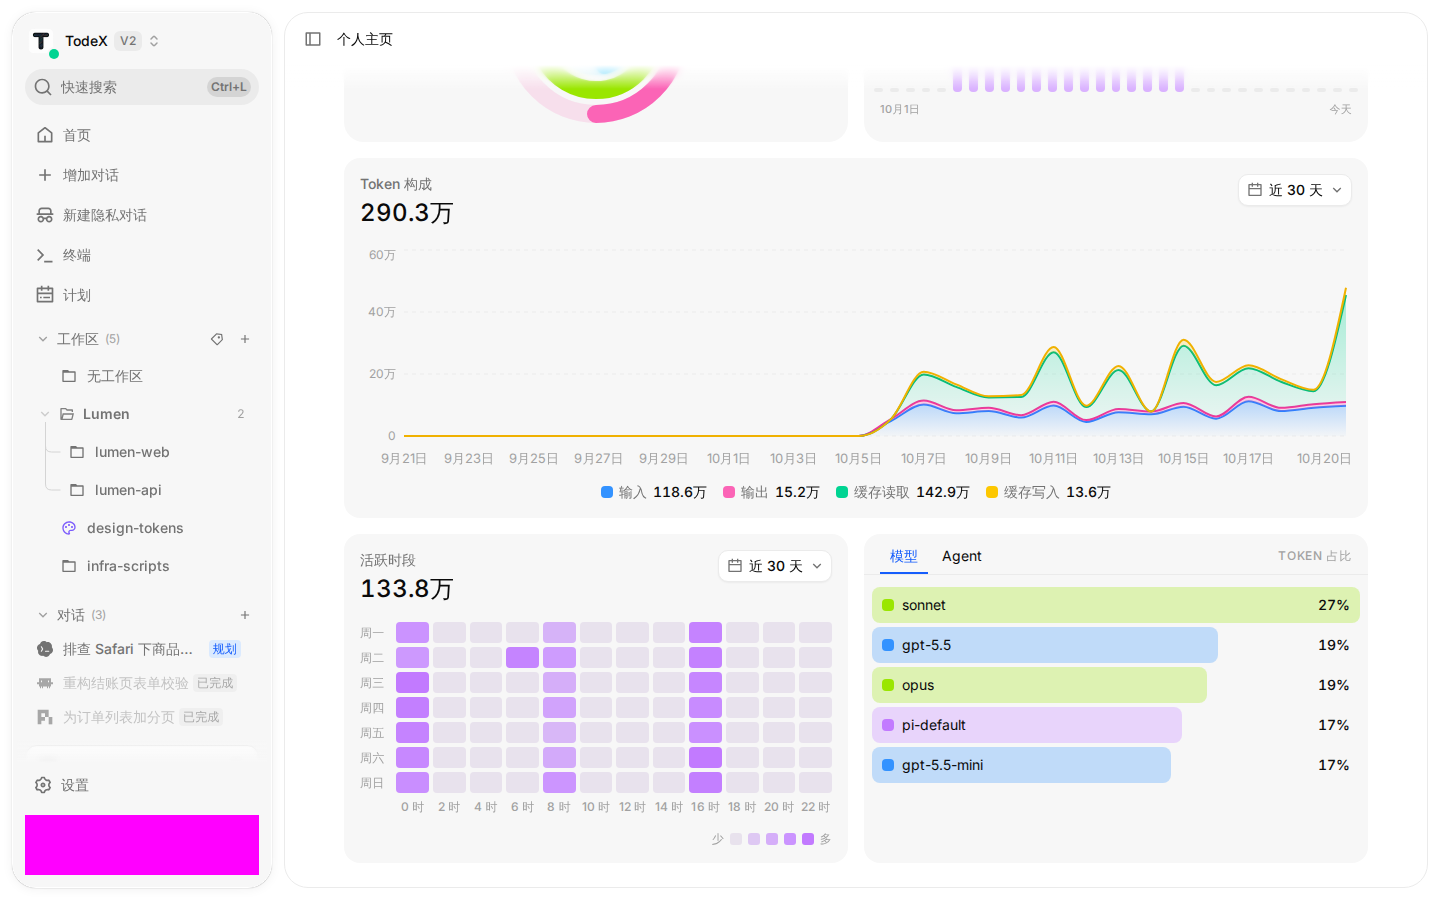 TodeX V2
快速搜索 Ctrl+L
首页
增加对话
新建隐私对话
终端
计划
工作区 (5)
无工作区
Lumen 2
lumen-web
lumen-api
design-tokens
infra-scripts
对话 (3)
排查 Safari 下商品... 规划
重构结账页表单校验 已完成
为订单列表加分页 已完成
设置
个人主页
10月1日 今天
Token 构成
290.3万
近 30 天
60万
40万
20万
0
9月21日 9月23日 9月25日 9月27日 9月29日 10月1日 10月3日 10月5日 10月7日 10月9日 10月11日 10月13日 10月15日 10月17日 10月20日
输入 118.6万 输出 15.2万 缓存读取 142.9万 缓存写入 13.6万
活跃时段
133.8万
近 30 天
周一
周二
周三
周四
周五
周六
周日
0 时 2 时 4 时 6 时 8 时 10 时 12 时 14 时 16 时 18 时 20 时 22 时
少 多
模型 Agent TOKEN 占比
sonnet 27%
gpt-5.5 19%
opus 19%
pi-default 17%
gpt-5.5-mini 17%